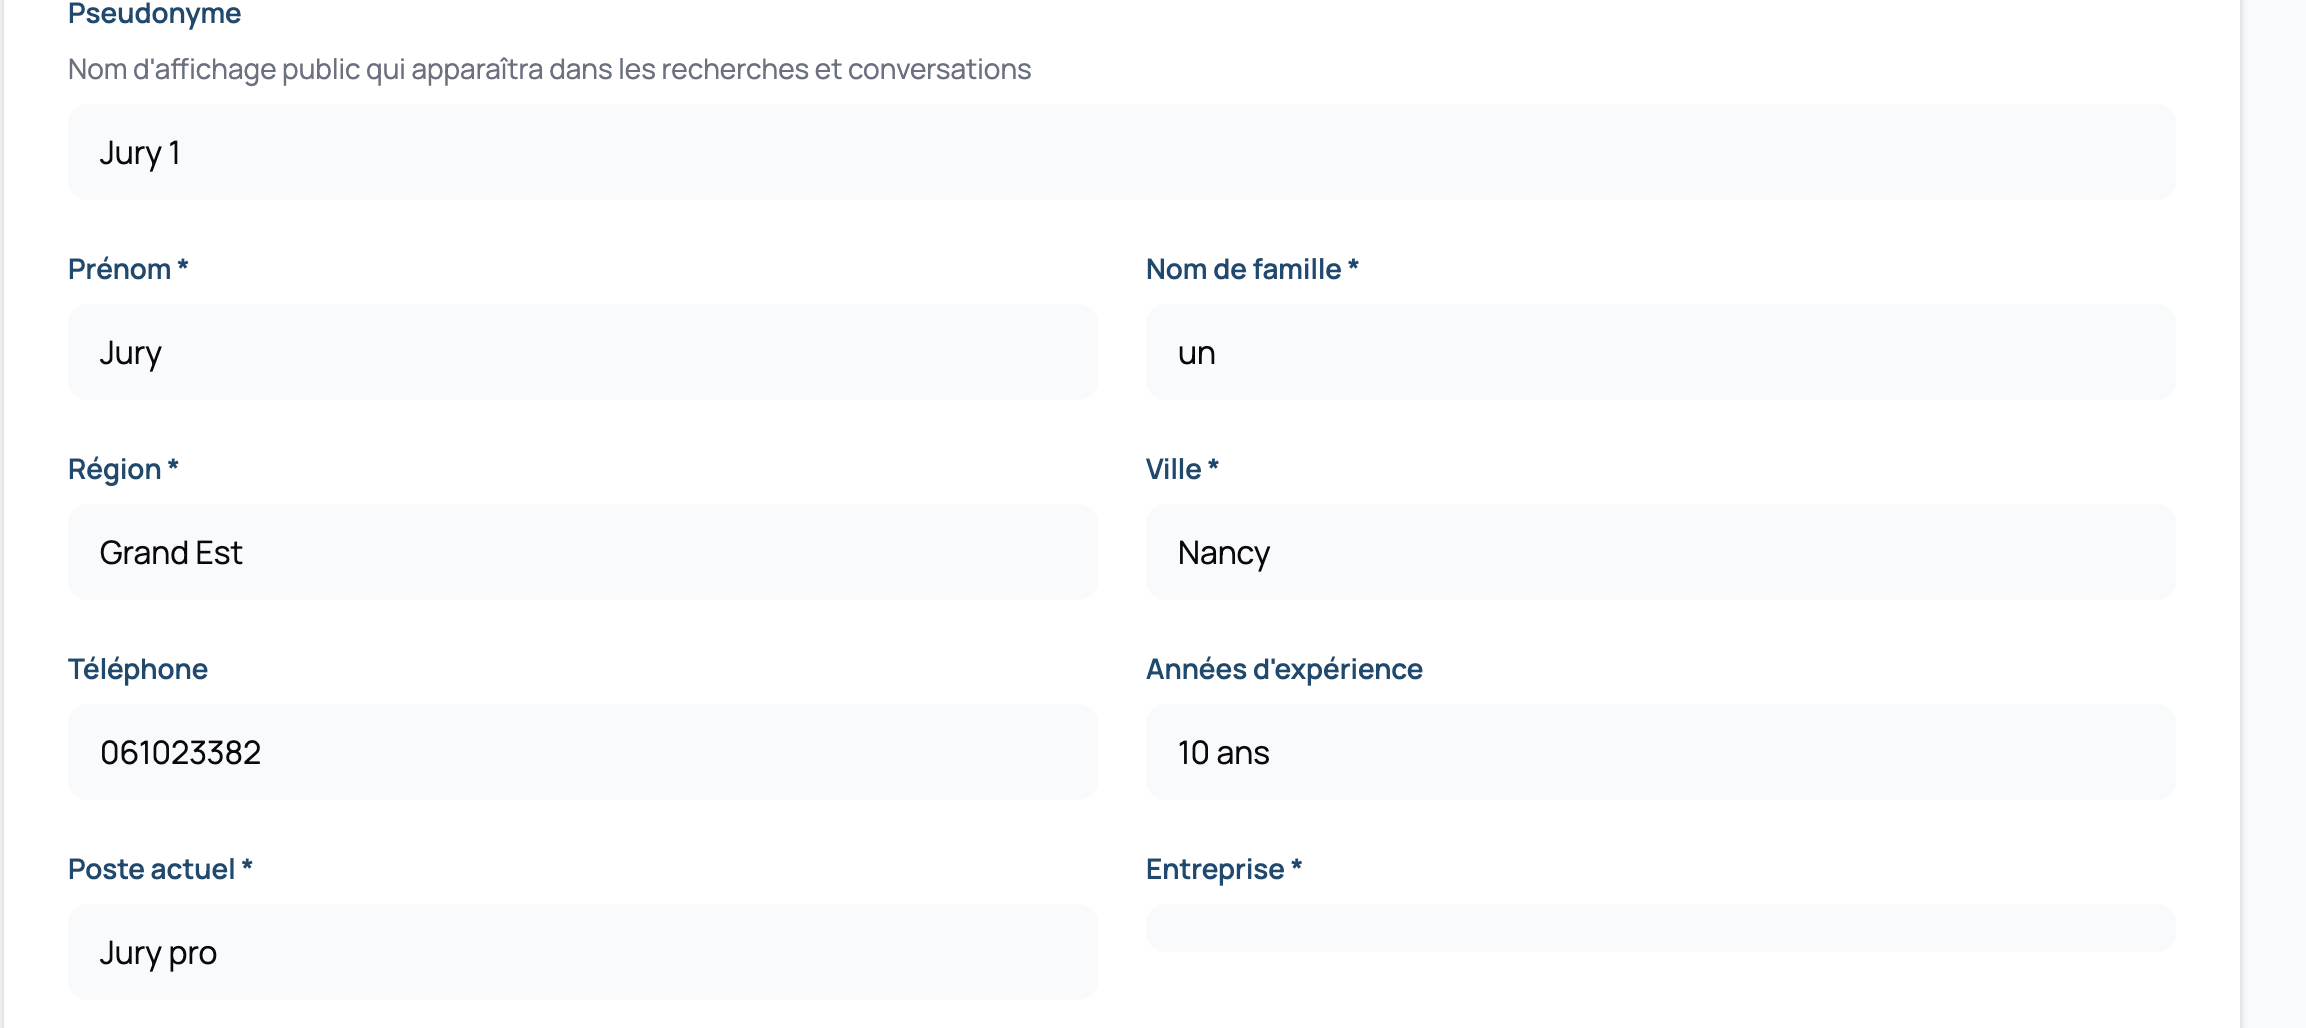 Pseudonyme
Nom d'affichage public qui apparaîtra dans les recherches et conversations
Jury 1
Prénom *
Nom de famille *
Jury
un
Région *
Ville *
Grand Est
Nancy
Téléphone
Années d'expérience
061023382
10 ans
Poste actuel *
Entreprise *
Jury pro